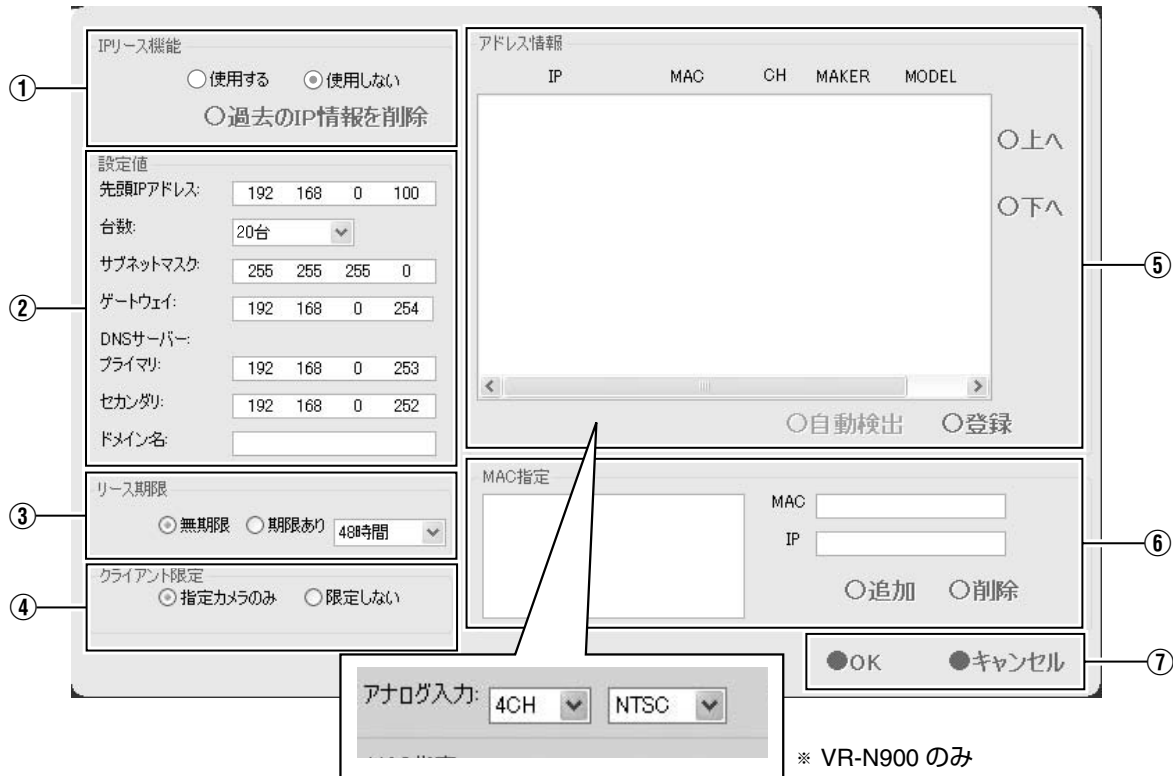 IPリース機能
○使用する ◉使用しない
○過去のIP情報を削除
①
設定値
先頭IPアドレス: 192 168 0 100
台数: 20台
サブネットマスク: 255 255 255 0
ゲートウェイ: 192 168 0 254
DNSサーバー:
プライマリ: 192 168 0 253
セカンダリ: 192 168 0 252
ドメイン名:
②
リース期限
◉無期限 ○期限あり 48時間
③
クライアント限定
◉指定カメラのみ ○限定しない
④
アドレス情報
IP MAC CH MAKER MODEL
○上へ
○下へ
○自動検出 ○登録
⑤
MAC指定
MAC
IP
○追加 ○削除
⑥
●OK ●キャンセル
⑦
アナログ入力: 4CH NTSC
※ VR-N900 のみ